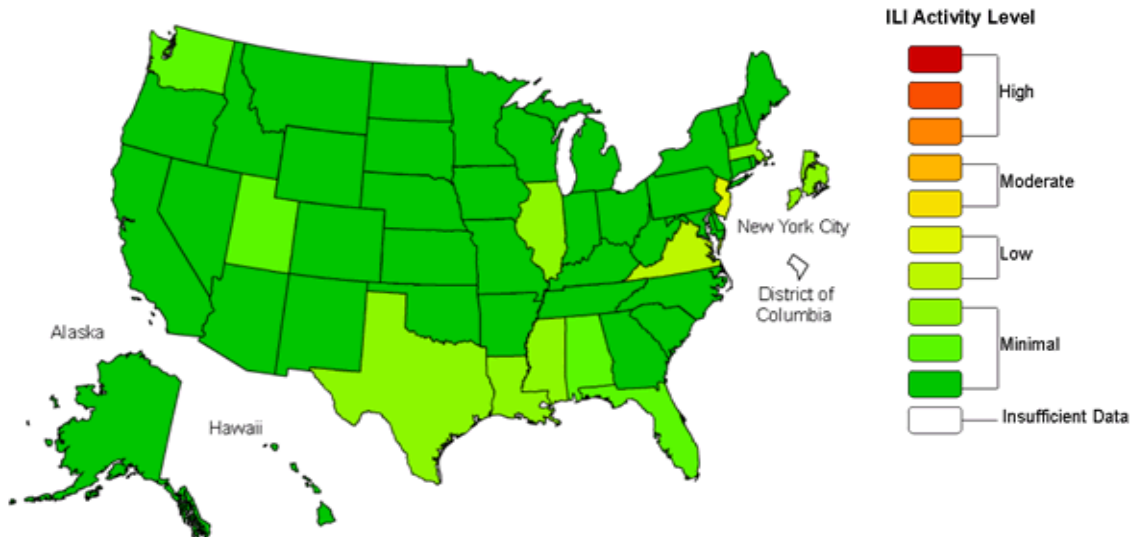 ILI Activity Level
High
Moderate
Low
Minimal
Insufficient Data
New York City
District of
Columbia
Alaska
Hawaii